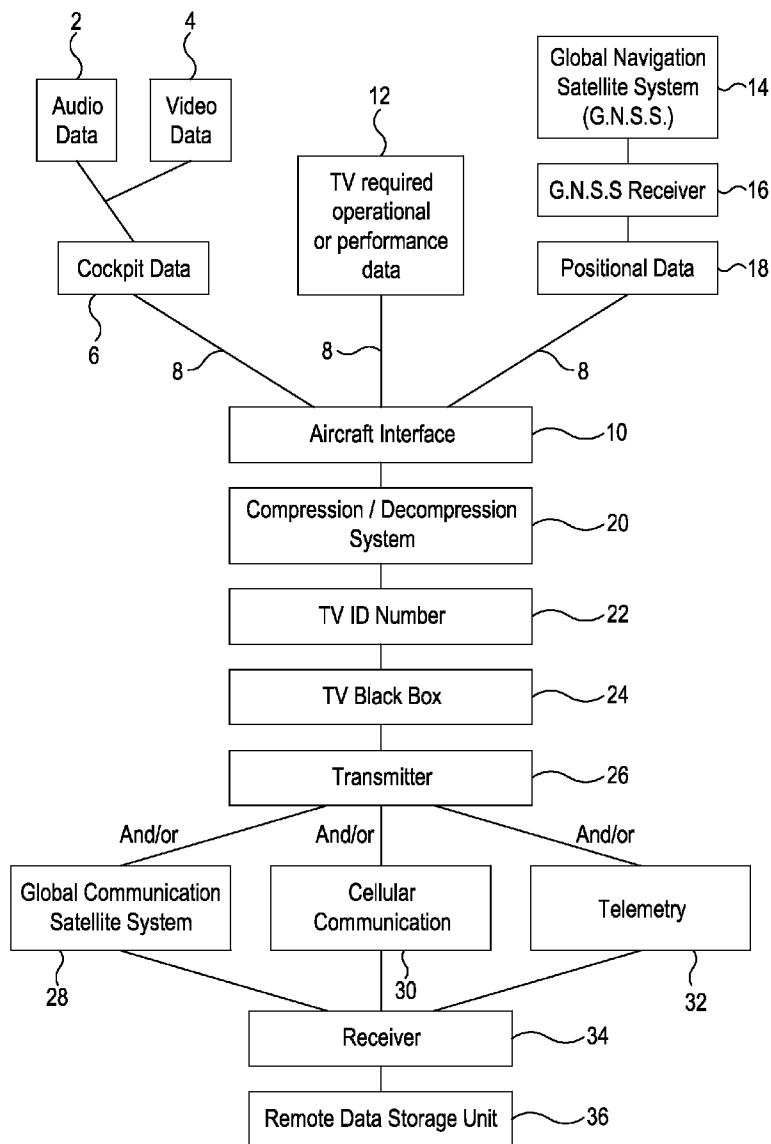 2
4
Audio
Data
Video
Data
12
TV required
operational
or performance
data
Global Navigation
Satellite System
(G.N.S.S.)
14
G.N.S.S Receiver
16
Cockpit Data
6
Positional Data
18
8
8
8
Aircraft Interface
10
Compression / Decompression
System
20
TV ID Number
22
TV Black Box
24
Transmitter
26
And/or
And/or
And/or
Global Communication
Satellite System
28
Cellular
Communication
30
Telemetry
32
Receiver
34
Remote Data Storage Unit
36